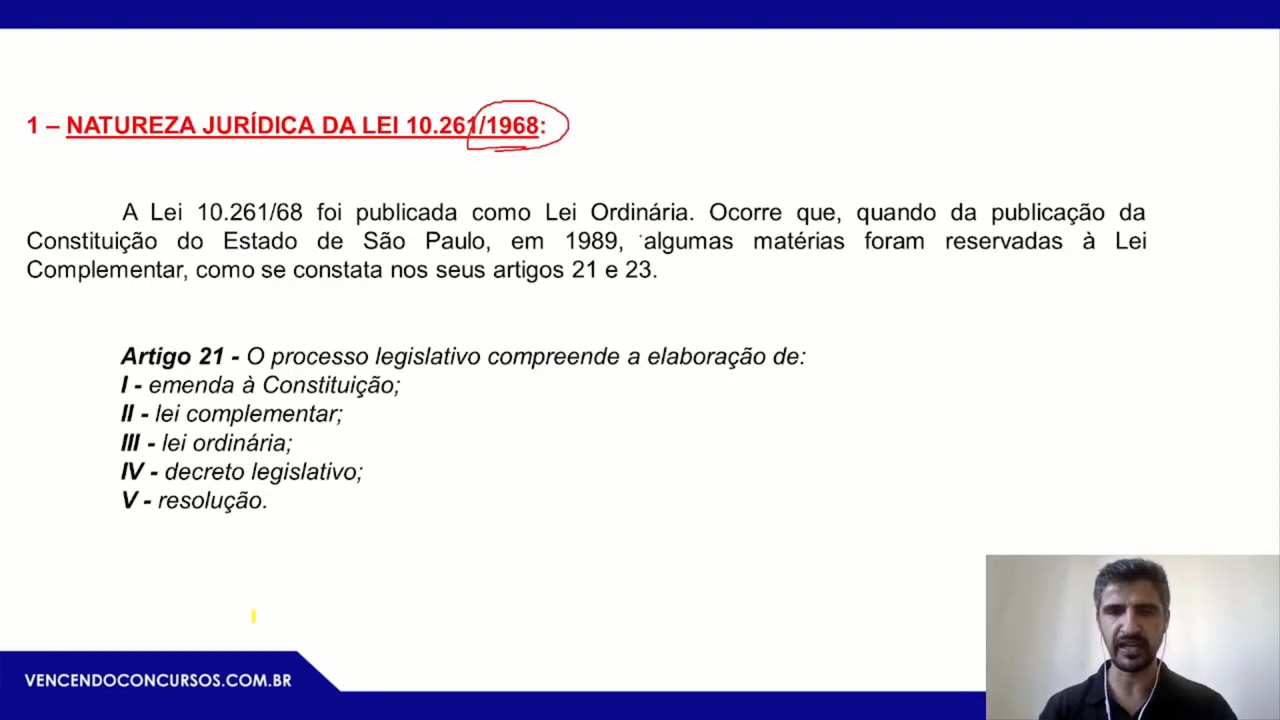 1 – NATUREZA JURÍDICA DA LEI 10.261/1968:
A Lei 10.261/68 foi publicada como Lei Ordinária. Ocorre que, quando da publicação da
Constituição do Estado de São Paulo, em 1989, algumas matérias foram reservadas à Lei
Complementar, como se constata nos seus artigos 21 e 23.
Artigo 21 - O processo legislativo compreende a elaboração de:
I - emenda à Constituição;
II - lei complementar;
III - lei ordinária;
IV - decreto legislativo;
V - resolução.
VENCENDOCONCURSOS.COM.BR